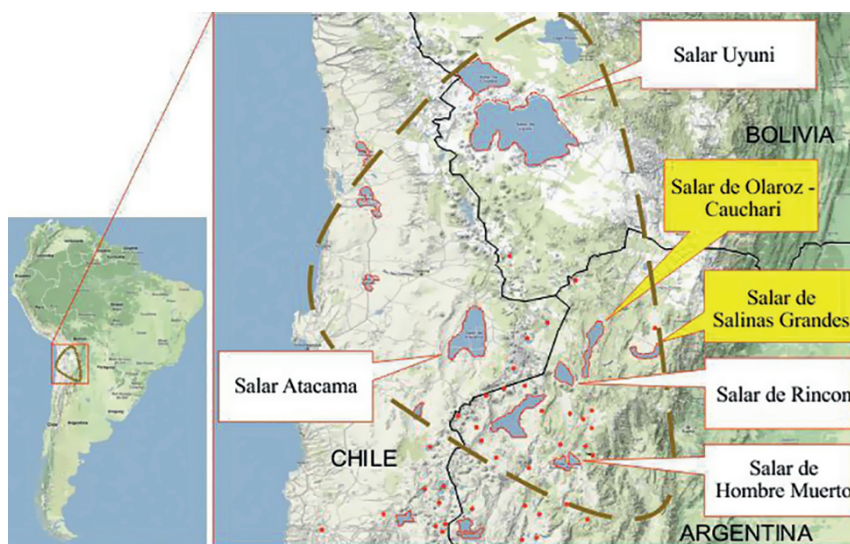 Salar Uyuni
BOLIVIA
Salar de Olaroz -
Cauchari
Salar de
Salinas Grandes
Salar Atacama
Salar de Rincon
CHILE
Salar de
Hombre Muerto
ARGENTINA